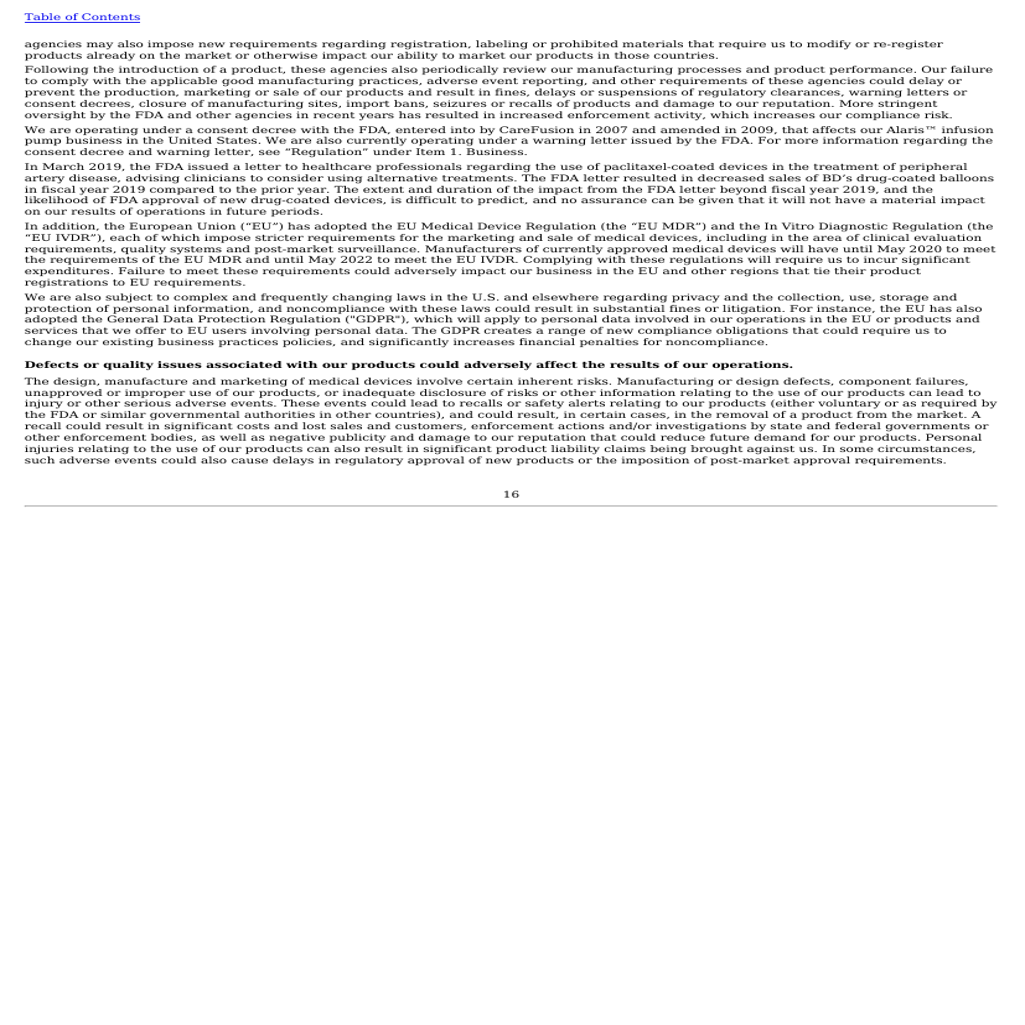 Table of Contents
agencies may also impose new requirements regarding registration, labeling or prohibited materials that require us to modify or re-register
products already on the market or otherwise impact our ability to market our products in those countries.
Following the introduction of a product, these agencies also periodically review our manufacturing processes and product performance. Our failure
to comply with the applicable good manufacturing practices, adverse event reporting, and other requirements of these agencies could delay or
prevent the production, marketing or sale of our products and result in fines, delays or suspensions of regulatory clearances, warning letters or
consent decrees, closure of manufacturing sites, import bans, seizures or recalls of products and damage to our reputation. More stringent
oversight by the FDA and other agencies in recent years has resulted in increased enforcement activity, which increases our compliance risk.
We are operating under a consent decree with the FDA, entered into by CareFusion in 2007 and amended in 2009, that affects our Alaris™ infusion
pump business in the United States. We are also currently operating under a warning letter issued by the FDA. For more information regarding the
consent decree and warning letter, see “Regulation” under Item 1. Business.
In March 2019, the FDA issued a letter to healthcare professionals regarding the use of paclitaxel-coated devices in the treatment of peripheral
artery disease, advising clinicians to consider using alternative treatments. The FDA letter resulted in decreased sales of BD’s drug-coated balloons
in fiscal year 2019 compared to the prior year. The extent and duration of the impact from the FDA letter beyond fiscal year 2019, and the
likelihood of FDA approval of new drug-coated devices, is difficult to predict, and no assurance can be given that it will not have a material impact
on our results of operations in future periods.
In addition, the European Union (“EU”) has adopted the EU Medical Device Regulation (the “EU MDR”) and the In Vitro Diagnostic Regulation (the
“EU IVDR”), each of which impose stricter requirements for the marketing and sale of medical devices, including in the area of clinical evaluation
requirements, quality systems and post-market surveillance. Manufacturers of currently approved medical devices will have until May 2020 to meet
the requirements of the EU MDR and until May 2022 to meet the EU IVDR. Complying with these regulations will require us to incur significant
expenditures. Failure to meet these requirements could adversely impact our business in the EU and other regions that tie their product
registrations to EU requirements.
We are also subject to complex and frequently changing laws in the U.S. and elsewhere regarding privacy and the collection, use, storage and
protection of personal information, and noncompliance with these laws could result in substantial fines or litigation. For instance, the EU has also
adopted the General Data Protection Regulation ("GDPR"), which will apply to personal data involved in our operations in the EU or products and
services that we offer to EU users involving personal data. The GDPR creates a range of new compliance obligations that could require us to
change our existing business practices policies, and significantly increases financial penalties for noncompliance.
Defects or quality issues associated with our products could adversely affect the results of our operations.
The design, manufacture and marketing of medical devices involve certain inherent risks. Manufacturing or design defects, component failures,
unapproved or improper use of our products, or inadequate disclosure of risks or other information relating to the use of our products can lead to
injury or other serious adverse events. These events could lead to recalls or safety alerts relating to our products (either voluntary or as required by
the FDA or similar governmental authorities in other countries), and could result, in certain cases, in the removal of a product from the market. A
recall could result in significant costs and lost sales and customers, enforcement actions and/or investigations by state and federal governments or
other enforcement bodies, as well as negative publicity and damage to our reputation that could reduce future demand for our products. Personal
injuries relating to the use of our products can also result in significant product liability claims being brought against us. In some circumstances,
such adverse events could also cause delays in regulatory approval of new products or the imposition of post-market approval requirements.
16